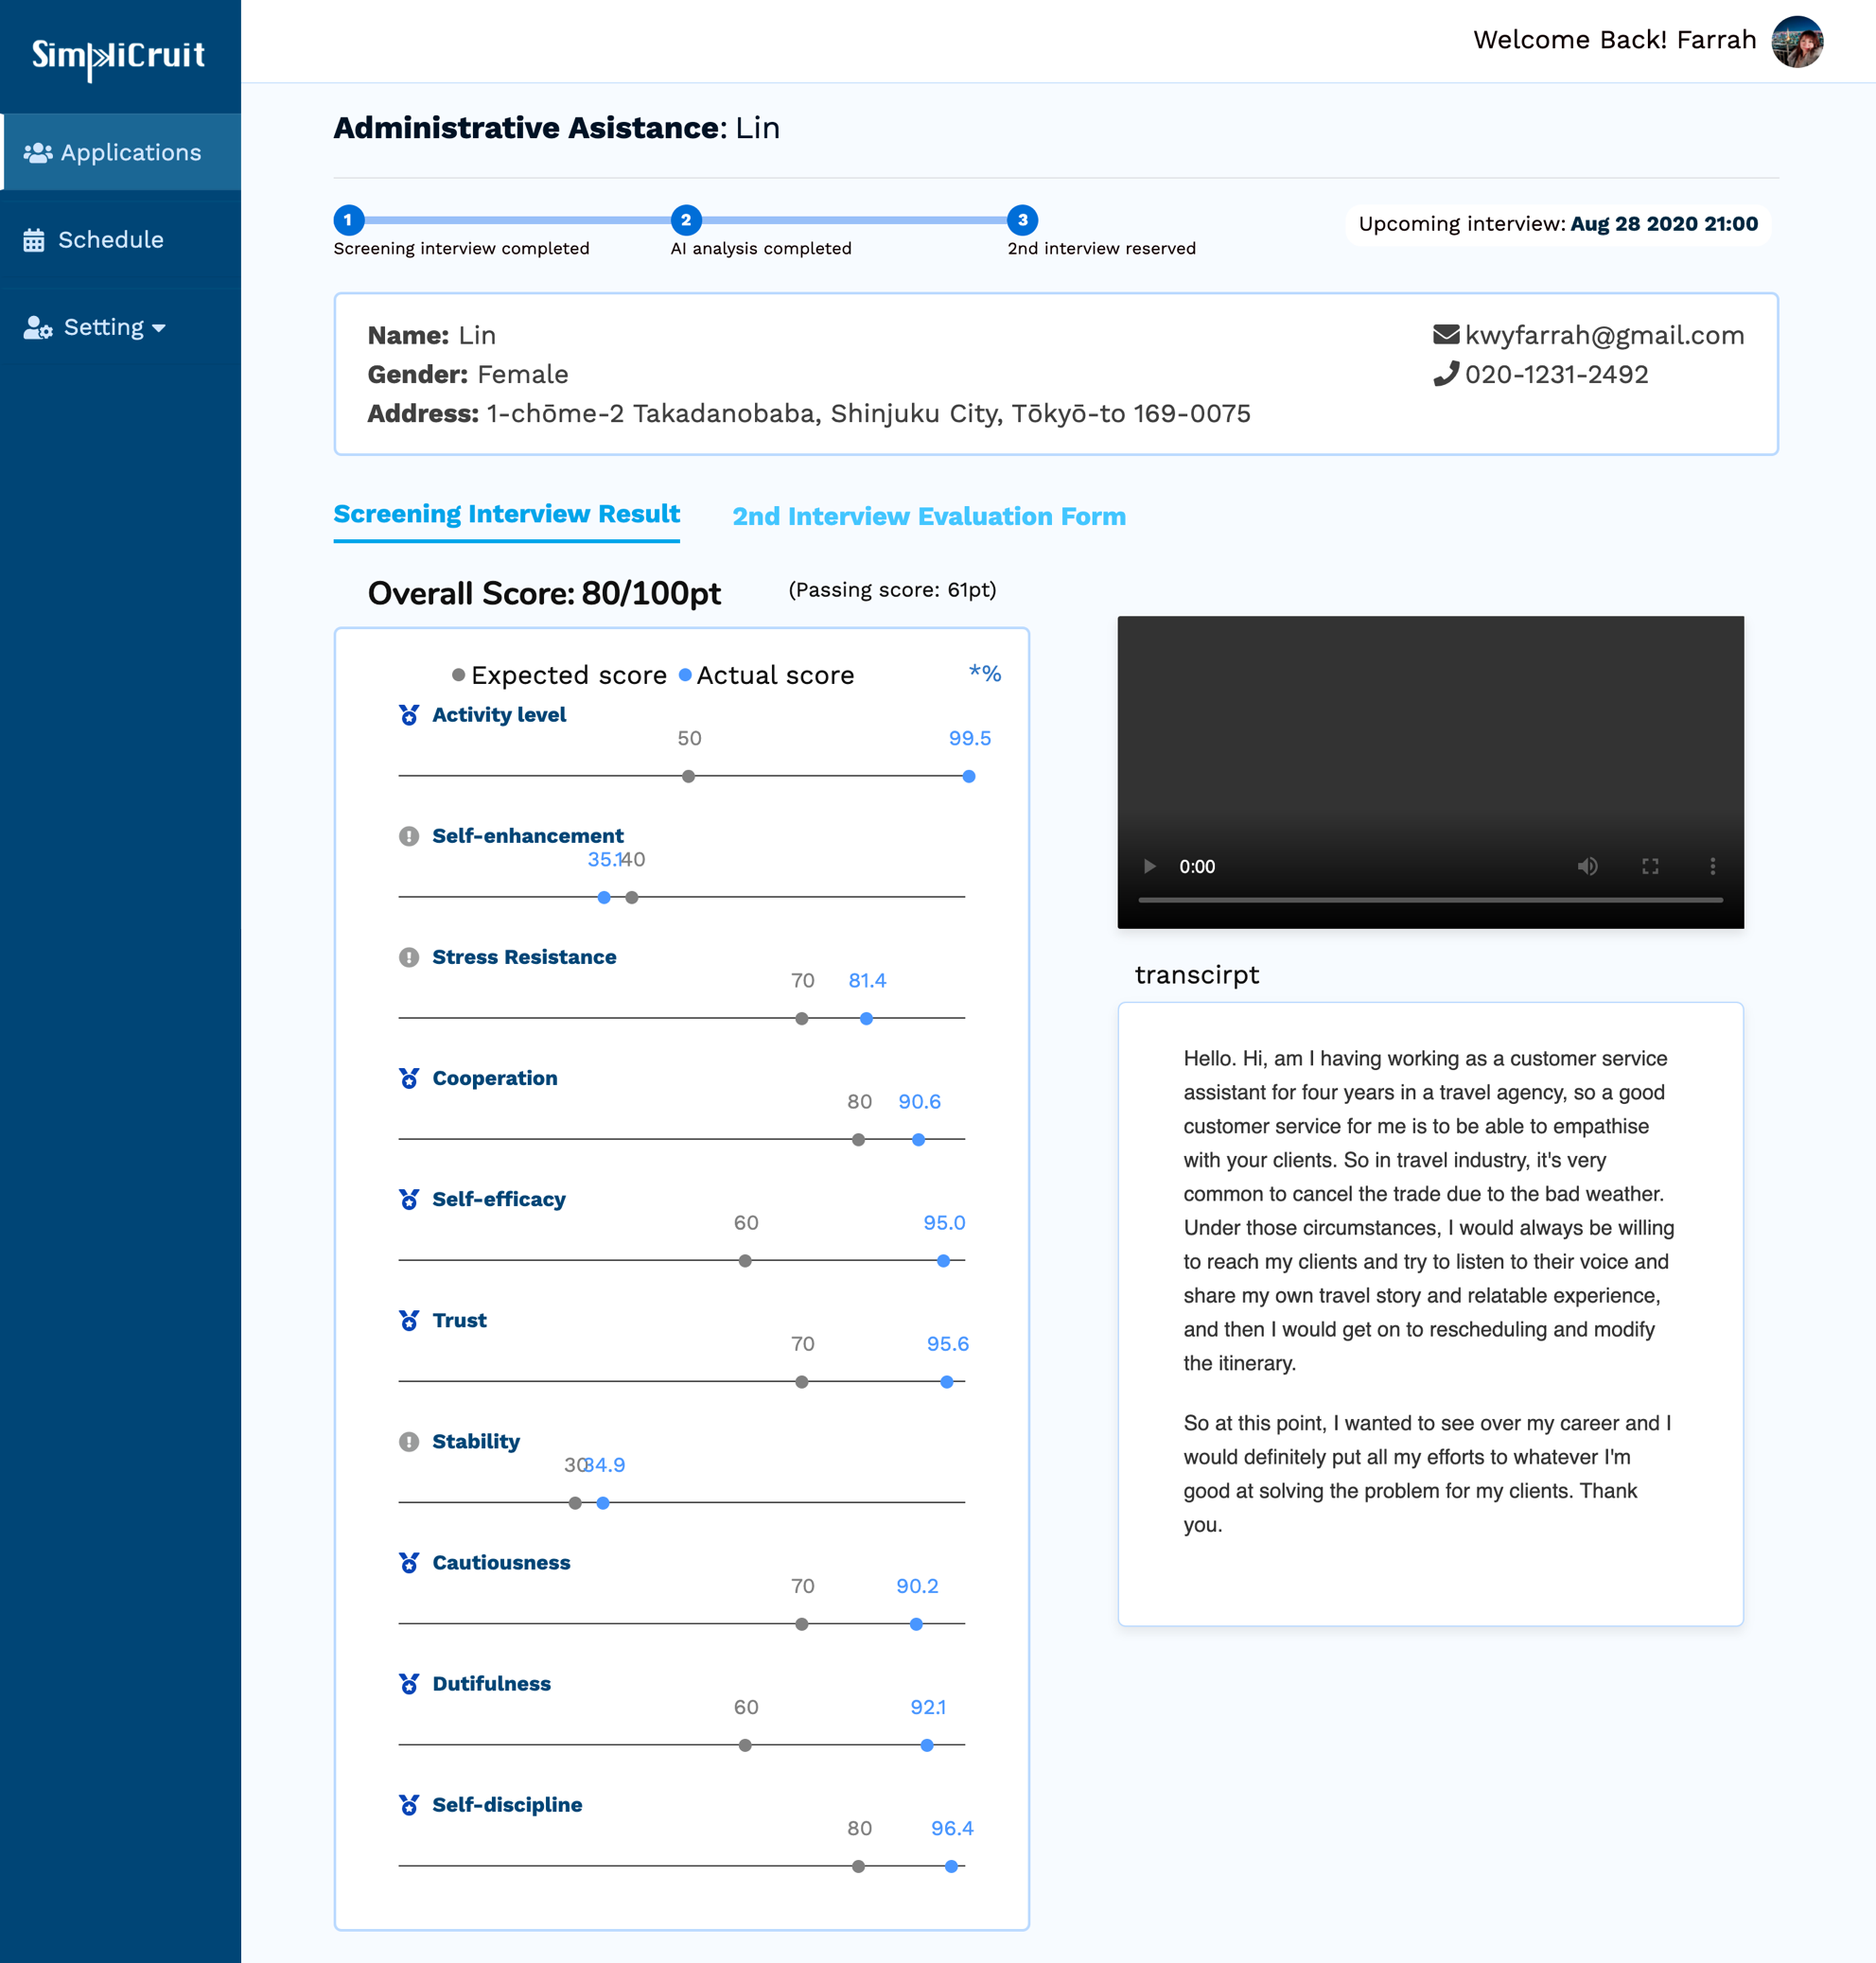 SimpliCruit
Welcome Back! Farrah
Applications
Schedule
Setting
Administrative Asistance: Lin
1
2
3
Screening interview completed
AI analysis completed
2nd interview reserved
Upcoming interview: Aug 28 2020 21:00
Name: Lin
Gender: Female
Address: 1-chōme-2 Takadanobaba, Shinjuku City, Tōkyō-to 169-0075
kwyfarrah@gmail.com
020-1231-2492
Screening Interview Result
2nd Interview Evaluation Form
Overall Score: 80/100pt
(Passing score: 61pt)
Expected score
Actual score
*%
Activity level
50
99.5
Self-enhancement
35.1
40
Stress Resistance
70
81.4
Cooperation
80
90.6
Self-efficacy
60
95.0
Trust
70
95.6
Stability
30
34.9
Cautiousness
70
90.2
Dutifulness
60
92.1
Self-discipline
80
96.4
0:00
transcirpt
Hello. Hi, am I having working as a customer service
assistant for four years in a travel agency, so a good
customer service for me is to be able to empathise
with your clients. So in travel industry, it's very
common to cancel the trade due to the bad weather.
Under those circumstances, I would always be willing
to reach my clients and try to listen to their voice and
share my own travel story and relatable experience,
and then I would get on to rescheduling and modify
the itinerary.
So at this point, I wanted to see over my career and I
would definitely put all my efforts to whatever I'm
good at solving the problem for my clients. Thank
you.